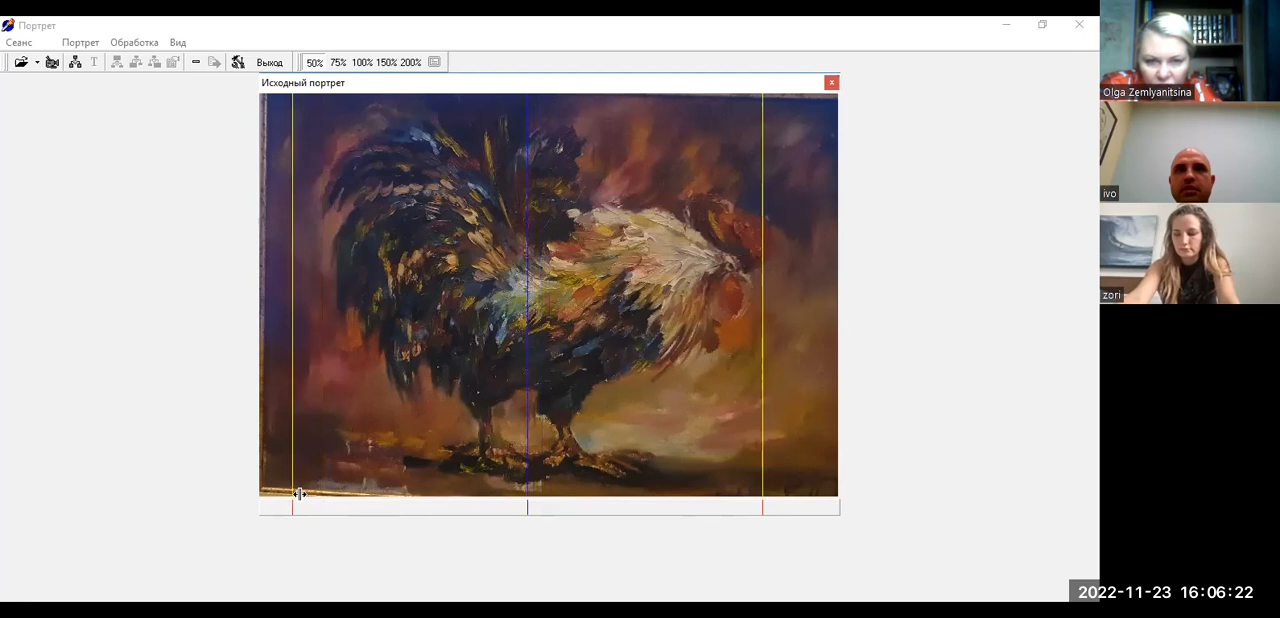 Портрет
Сеанс Портрет Обработка Вид
T Выход 50% 75% 100% 150% 200%
Исходный портрет
Olga Zemlyanitsina
ivo
zori
2022-11-23 16:06:22